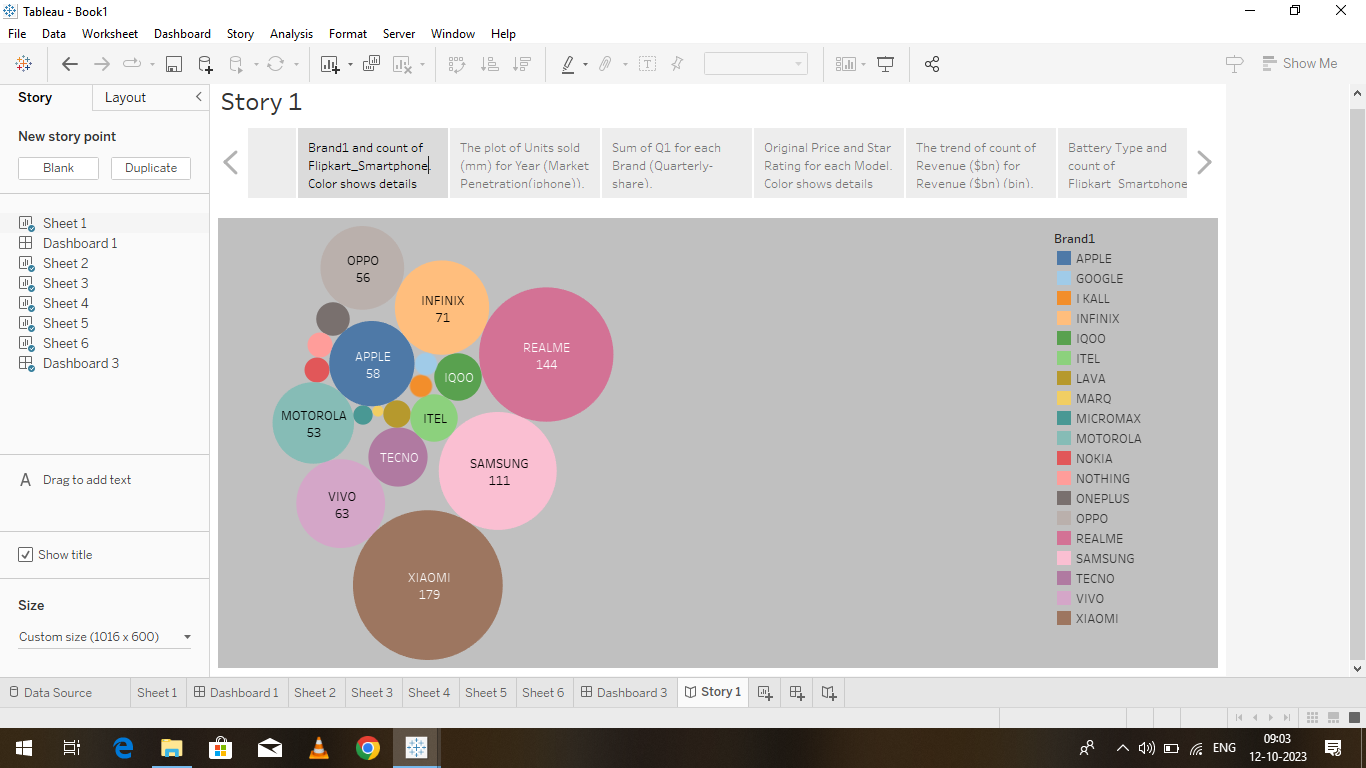 Tableau - Book1
File Data Worksheet Dashboard Story Analysis Format Server Window Help
Show Me
Story Layout
New story point
Blank Duplicate
Sheet 1
Dashboard 1
Sheet 2
Sheet 3
Sheet 4
Sheet 5
Sheet 6
Dashboard 3
A Drag to add text
Show title
Size
Custom size (1016 x 600)
Story 1
Brand1 and count of
Flipkart_Smartphone
Color shows details
The plot of Units sold
(mm) for Year (Market
Penetration(iphone)).
Sum of Q1 for each
Brand (Quarterly-
share).
Original Price and Star
Rating for each Model.
Color shows details
The trend of count of
Revenue ($bn) for
Revenue ($bn) (bin).
Battery Type and
count of
Flipkart_Smartphone
OPPO
56
INFINIX
71
REALME
144
APPLE
58
IQOO
MOTOROLA
53
ITEL
TECNO
SAMSUNG
111
VIVO
63
XIAOMI
179
Brand1
APPLE
GOOGLE
I KALL
INFINIX
IQOO
ITEL
LAVA
MARQ
MICROMAX
MOTOROLA
NOKIA
NOTHING
ONEPLUS
OPPO
REALME
SAMSUNG
TECNO
VIVO
XIAOMI
Data Source Sheet 1 Dashboard 1 Sheet 2 Sheet 3 Sheet 4 Sheet 5 Sheet 6 Dashboard 3 Story 1
ENG
09:03
12-10-2023